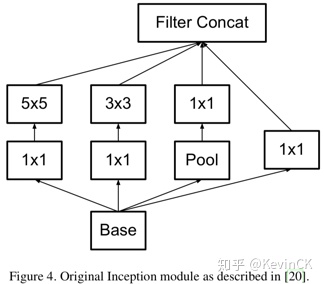 Filter Concat
5x5 3x3 1x1
1x1 1x1 Pool 1x1
Base
知乎 @KevinCK
Figure 4. Original Inception module as described in [20].